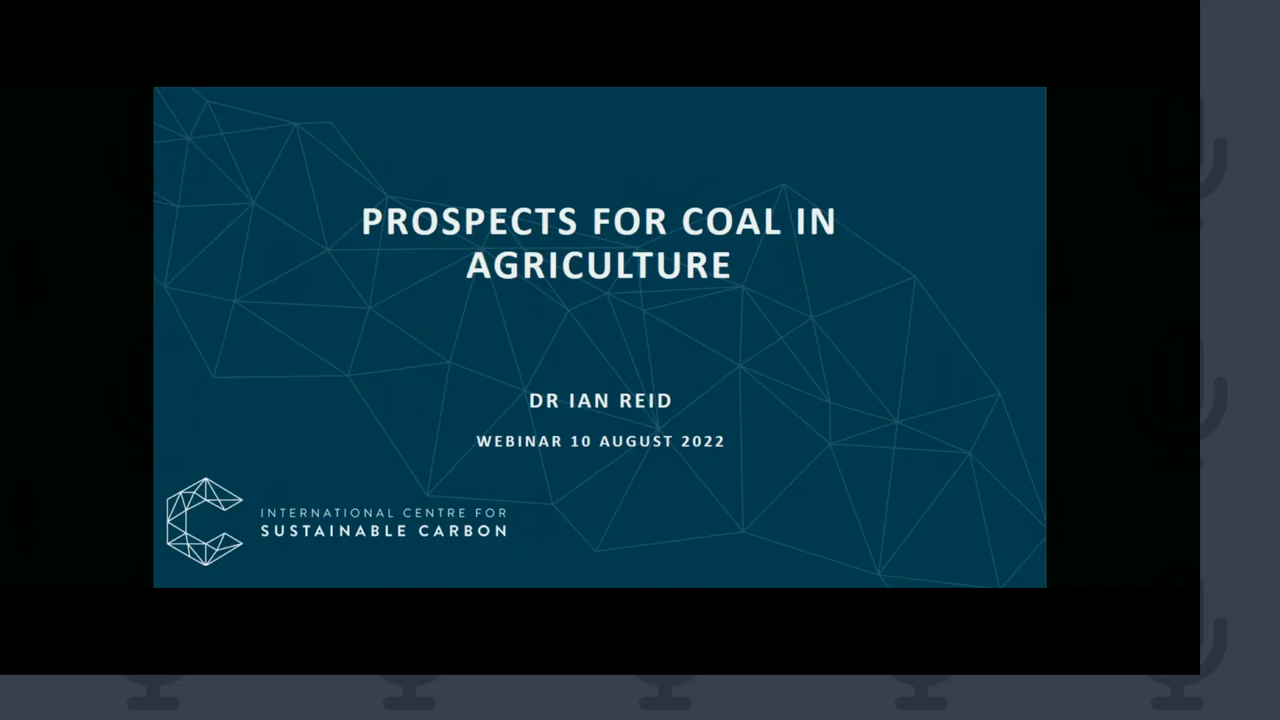 PROSPECTS FOR COAL IN
AGRICULTURE
DR IAN REID
WEBINAR 10 AUGUST 2022
INTERNATIONAL CENTRE FOR
SUSTAINABLE CARBON